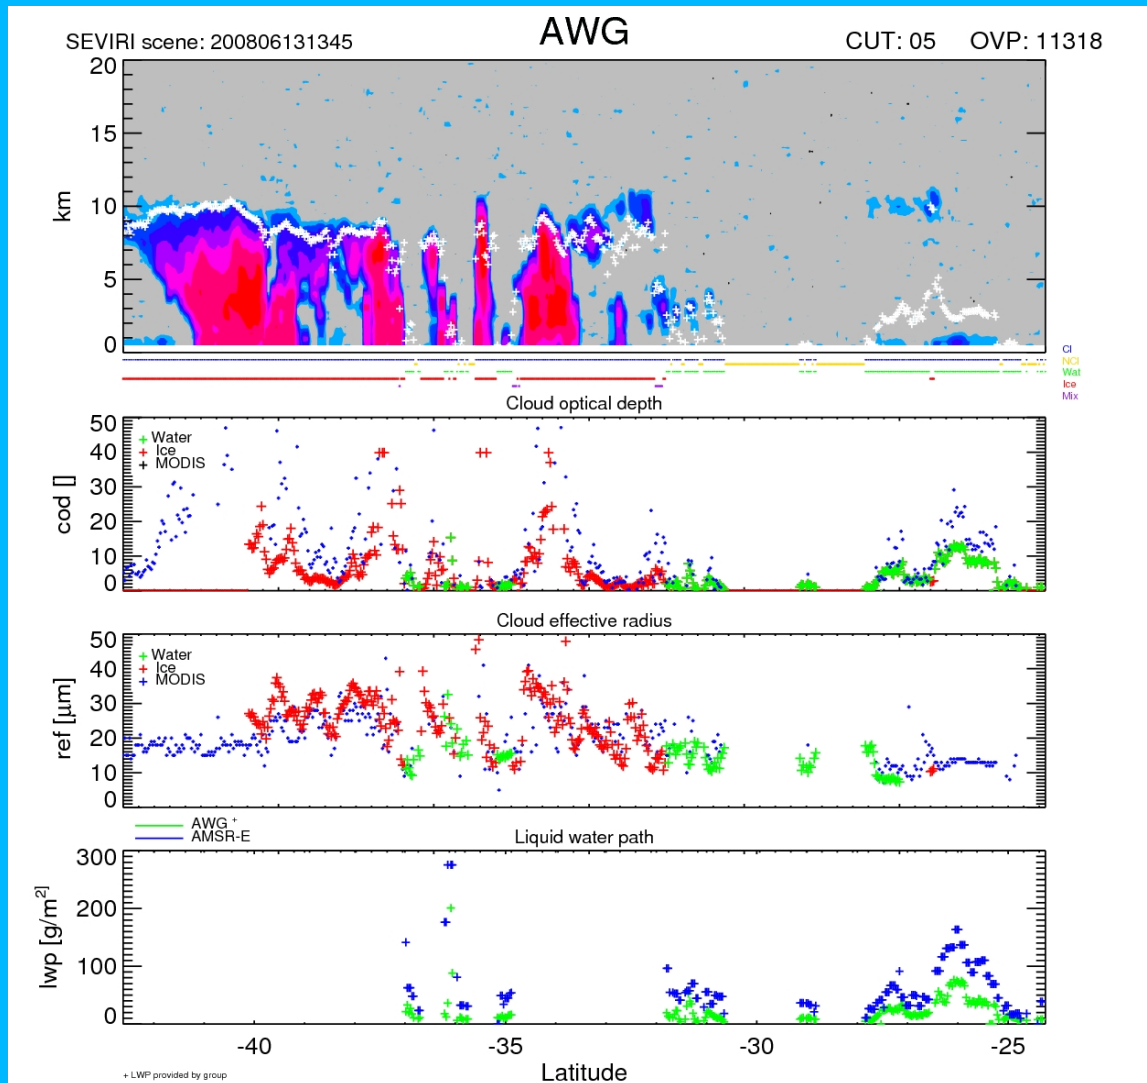 AWG
SEVIRI scene: 200806131345
CUT: 05 OVP: 11318
20
15
10
5
0
km
Cl
NCl
Wat
Ice
Mix
Cloud optical depth
50
40
30
20
10
0
cod []
Water
Ice
MODIS
Cloud effective radius
50
40
30
20
10
0
ref [μm]
Water
Ice
MODIS
AWG +
AMSR-E
Liquid water path
300
200
100
0
lwp [g/m²]
-40
-35
-30
-25
Latitude
+ LWP provided by group